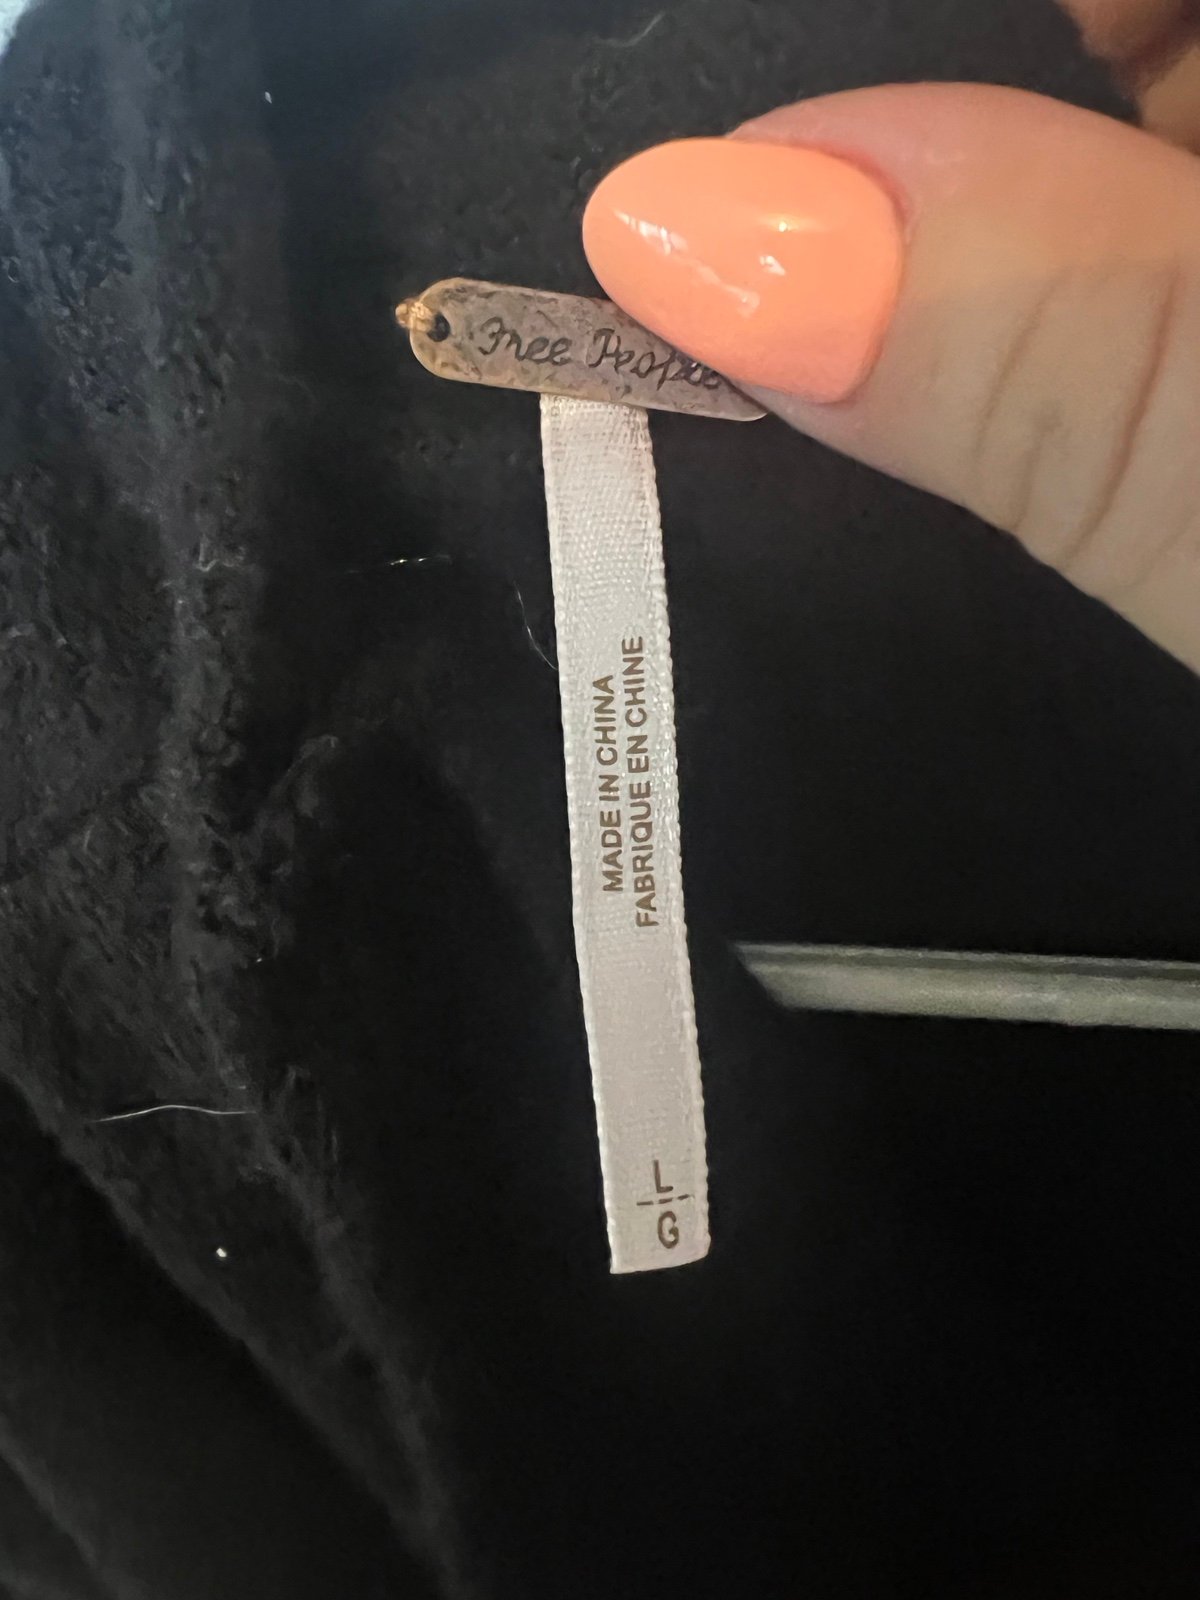 Free People
MADE IN CHINA
FABRIQUE EN CHINE
G
L